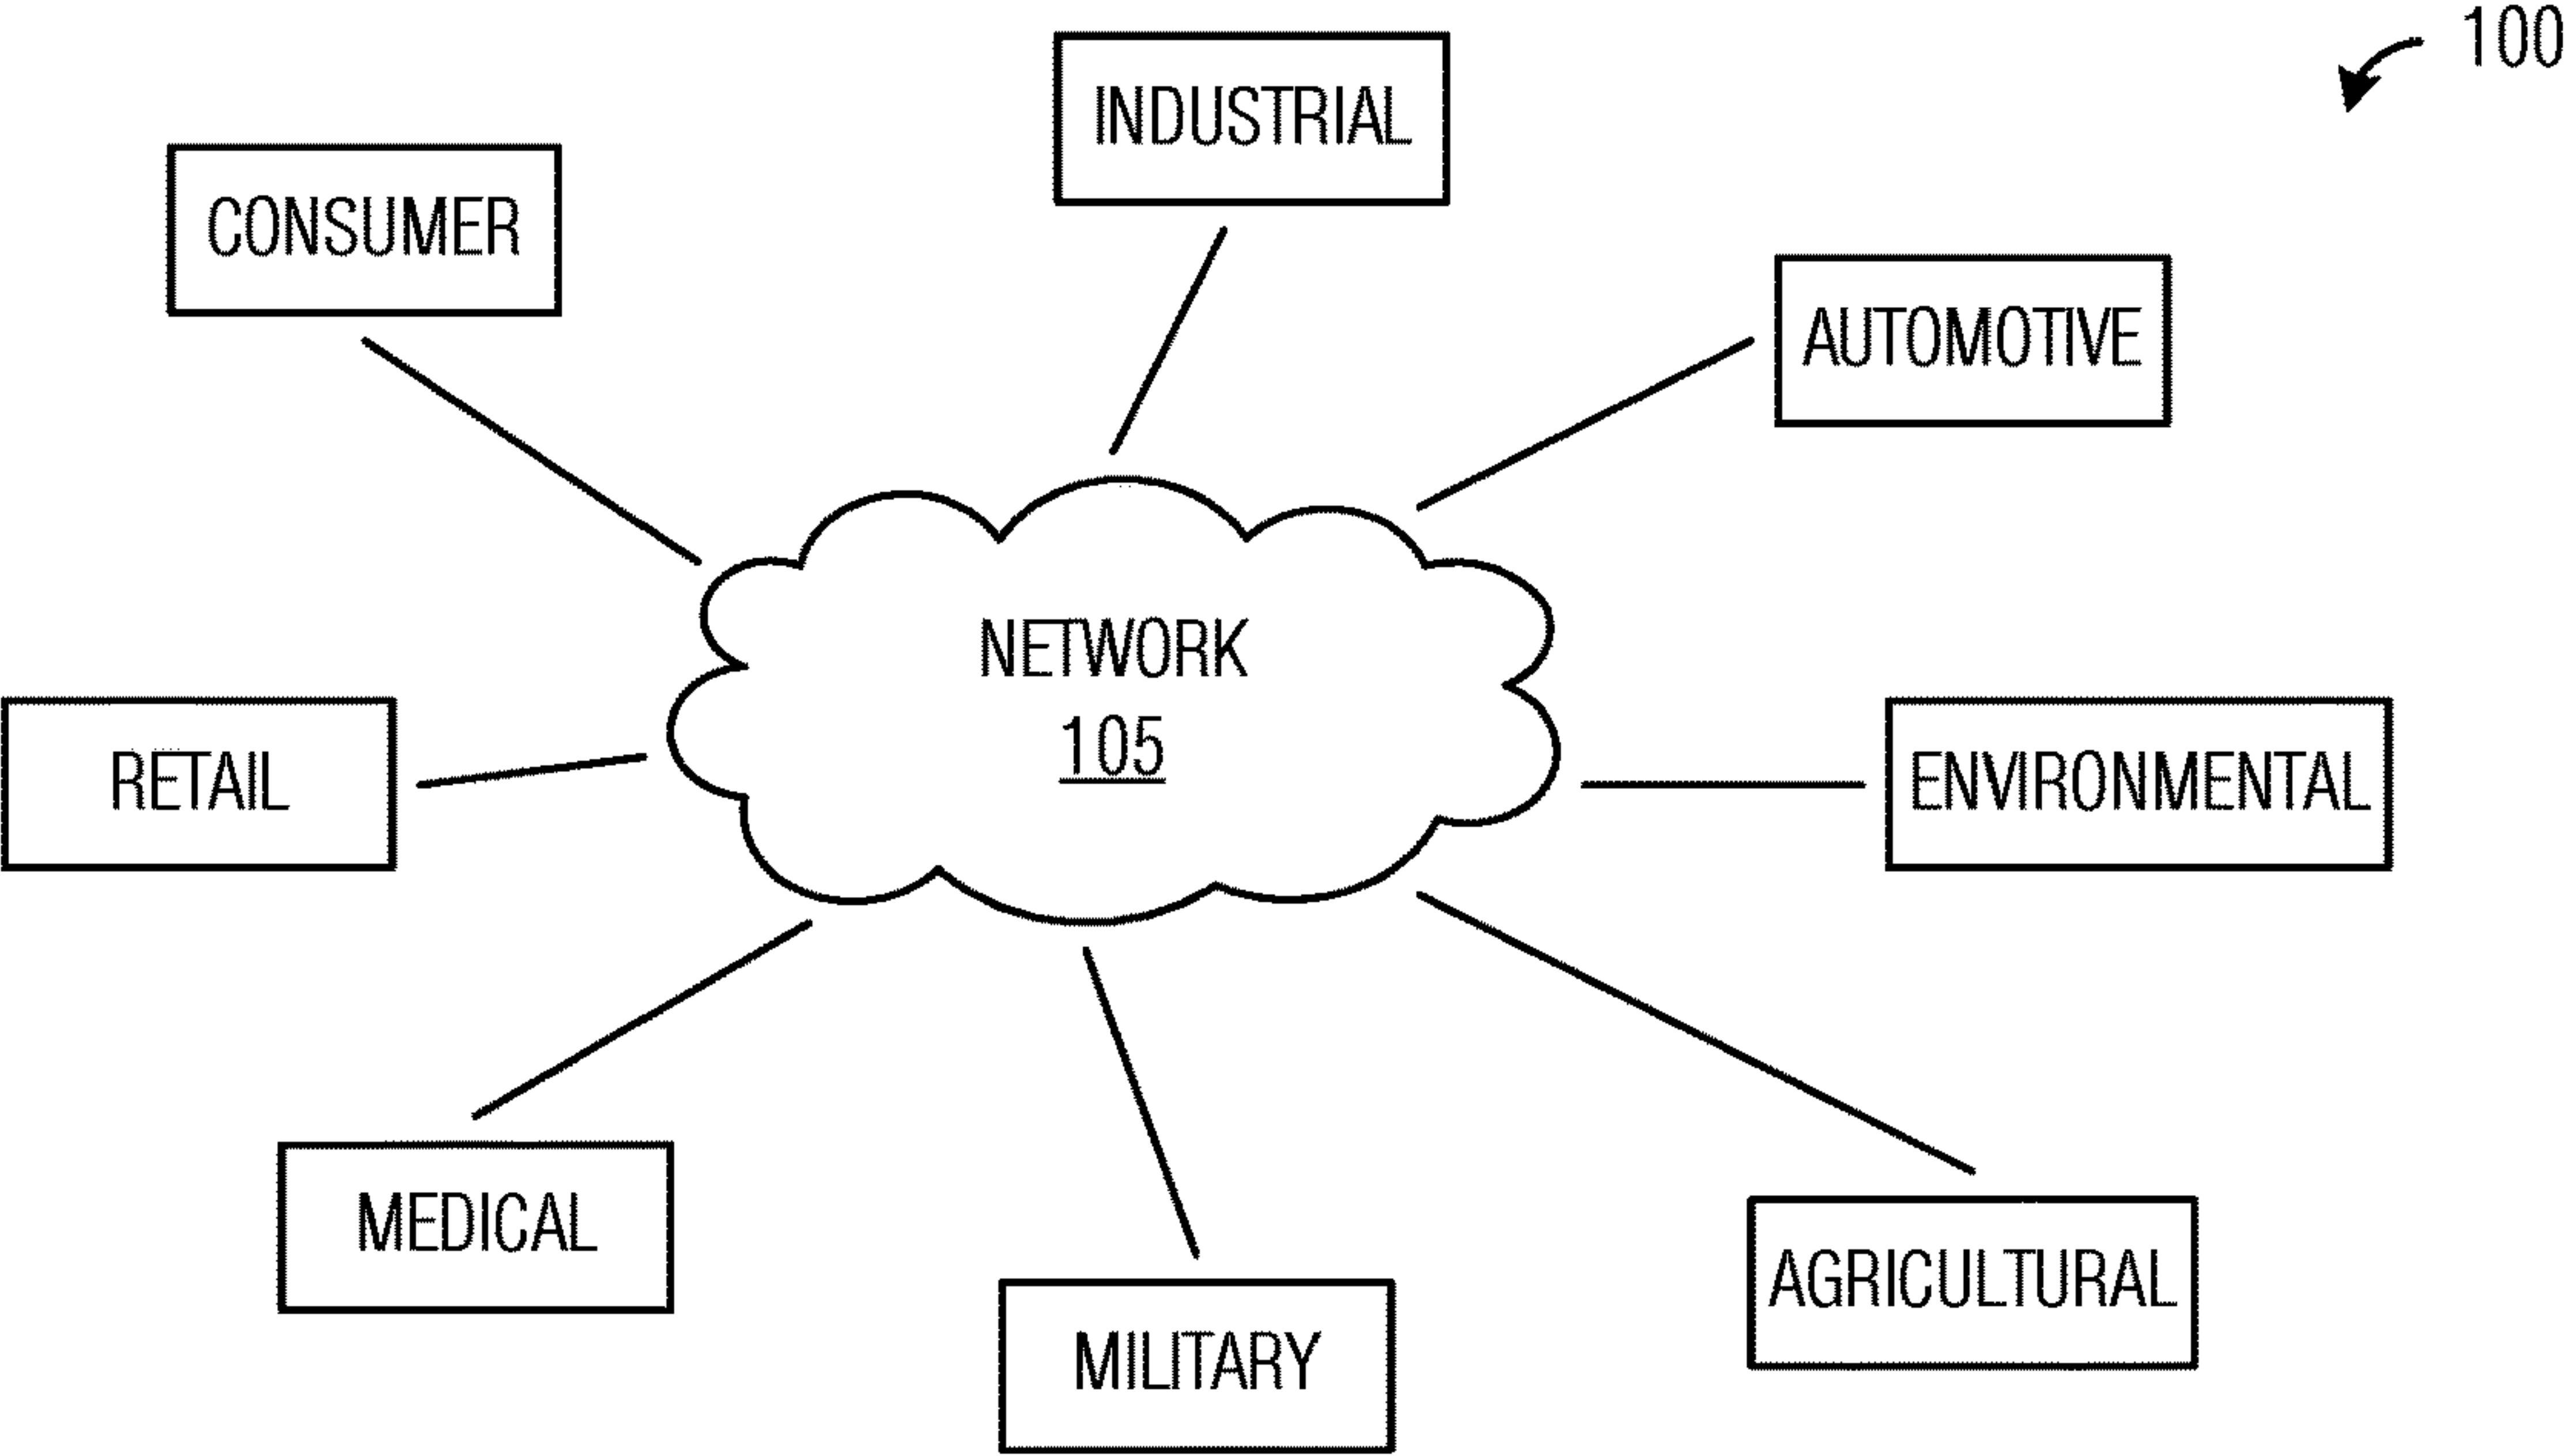 100
INDUSTRIAL
CONSUMER
AUTOMOTIVE
NETWORK
105
RETAIL
ENVIRONMENTAL
MEDICAL
AGRICULTURAL
MILITARY